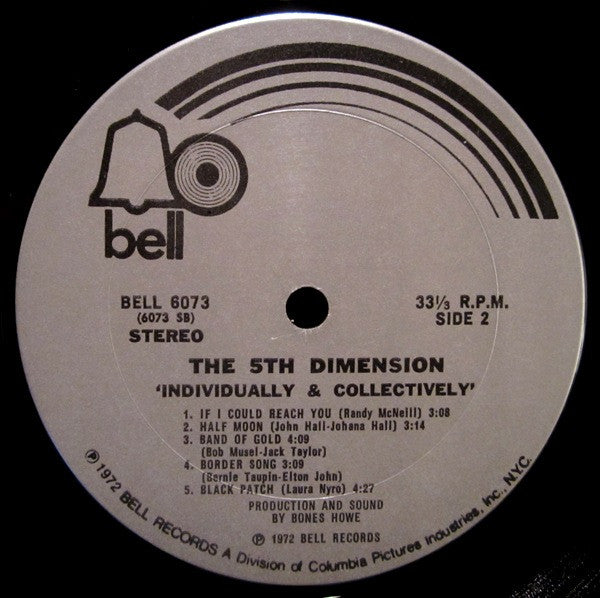 bell
BELL 6073
(6073 SB)
STEREO
33⅓ R.P.M.
SIDE 2
THE 5TH DIMENSION
'INDIVIDUALLY & COLLECTIVELY'
1. IF I COULD REACH YOU (Randy McNeill) 3:08
2. HALF MOON (John Hall-Johana Hall) 3:14
3. BAND OF GOLD 4:09
(Bob Musel-Jack Taylor)
4. BORDER SONG 3:09
(Bernie Taupin-Elton John)
5. BLACK PATCH (Laura Nyro) 4:27
PRODUCTION AND SOUND
BY BONES HOWE
℗ 1972 BELL RECORDS
℗ 1972 BELL RECORDS A Division of Columbia Pictures Industries, Inc., N.Y.C.